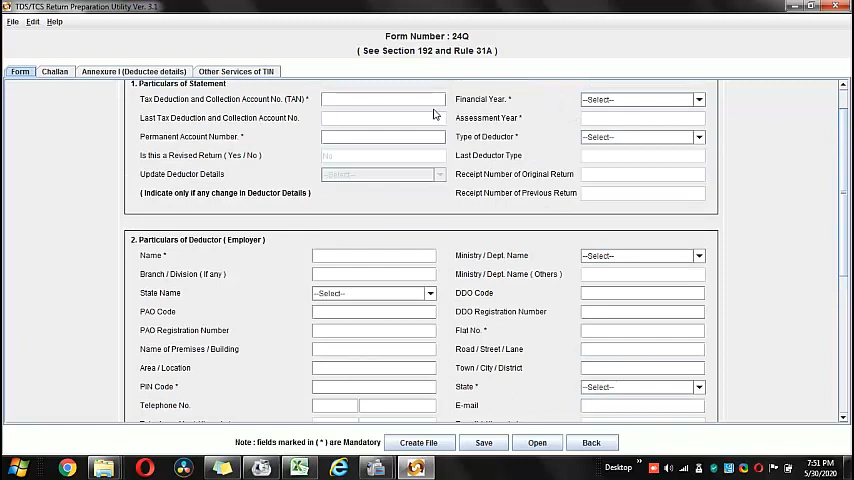 TDS/TCS Return Preparation Utility Ver. 3.1
File Edit Help
Form Number : 24Q
( See Section 192 and Rule 31A )
Form Challan Annexure I (Deductee details) Other Services of TIN
1. Particulars of Statement
Tax Deduction and Collection Account No. (TAN) * Financial Year. * --Select--
Last Tax Deduction and Collection Account No. Assessment Year *
Permanent Account Number. * Type of Deductor * --Select--
Is this a Revised Return ( Yes / No ) No Last Deductor Type
Update Deductor Details --Select-- Receipt Number of Original Return
( Indicate only if any change in Deductor Details ) Receipt Number of Previous Return
2. Particulars of Deductor ( Employer )
Name * Ministry / Dept. Name --Select--
Branch / Division ( If any ) Ministry / Dept. Name ( Others )
State Name --Select-- DDO Code
PAO Code DDO Registration Number
PAO Registration Number Flat No. *
Name of Premises / Building Road / Street / Lane
Area / Location Town / City / District
PIN Code * State * --Select--
Telephone No. E-mail
Note : fields marked in ( * ) are Mandatory Create File Save Open Back
Desktop 7:51 PM
5/30/2020